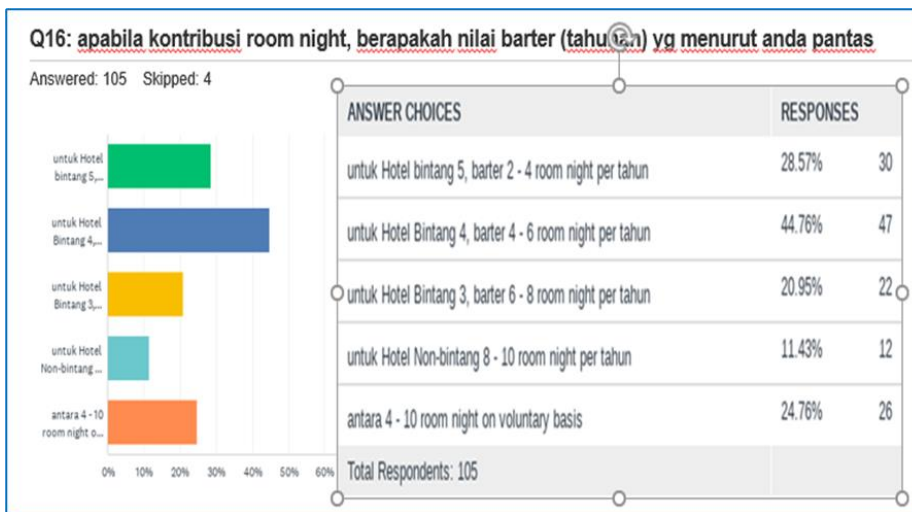 Q16: apabila kontribusi room night, berapakah nilai barter (tahunan) yg menurut anda pantas
Answered: 105 Skipped: 4
untuk Hotel
bintang 5,...
untuk Hotel
Bintang 4,...
untuk Hotel
Bintang 3,...
untuk Hotel
Non-bintang ...
antara 4 - 10
room night o...
0% 10% 20% 30% 40% 50% 60%
ANSWER CHOICES RESPONSES
untuk Hotel bintang 5, barter 2 - 4 room night per tahun 28.57% 30
untuk Hotel Bintang 4, barter 4 - 6 room night per tahun 44.76% 47
untuk Hotel Bintang 3, barter 6 - 8 room night per tahun 20.95% 22
untuk Hotel Non-bintang 8 - 10 room night per tahun 11.43% 12
antara 4 - 10 room night on voluntary basis 24.76% 26
Total Respondents: 105